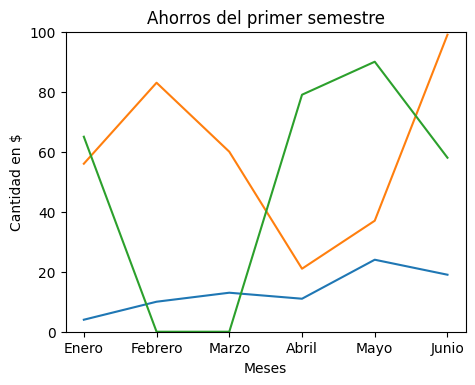 Ahorros del primer semestre
Cantidad en $
100
80
60
40
20
0
Enero Febrero Marzo Abril Mayo Junio
Meses